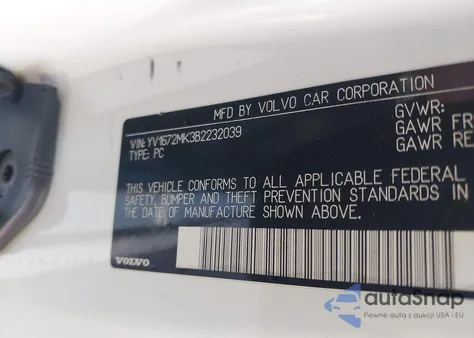 MFD BY VOLVO CAR CORPORATION
VIN: YV1672MK3B2232039
TYPE: PC
GVWR:
GAWR FR
GAWR RE
THIS VEHICLE CONFORMS TO ALL APPLICABLE FEDERAL
SAFETY, BUMPER AND THEFT PREVENTION STANDARDS IN
THE DATE OF MANUFACTURE SHOWN ABOVE.
VOLVO
autoSnap
Pewne auta z aukcji USA i EU